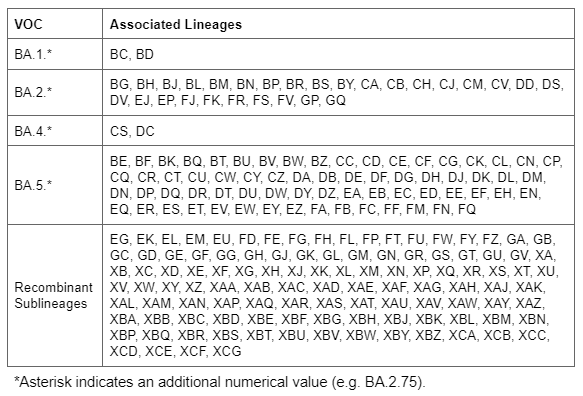 VOC Associated Lineages
BA.1.* BC, BD
BA.2.* BG, BH, BJ, BL, BM, BN, BP, BR, BS, BY, CA, CB, CH, CJ, CM, CV, DD, DS,
DV, EJ, EP, FJ, FK, FR, FS, FV, GP, GQ
BA.4.* CS, DC
BA.5.* BE, BF, BK, BQ, BT, BU, BV, BW, BZ, CC, CD, CE, CF, CG, CK, CL, CN, CP,
CQ, CR, CT, CU, CW, CY, CZ, DA, DB, DE, DF, DG, DH, DJ, DK, DL, DM,
DN, DP, DQ, DR, DT, DU, DW, DY, DZ, EA, EB, EC, ED, EE, EF, EH, EN,
EQ, ER, ES, ET, EV, EW, EY, EZ, FA, FB, FC, FF, FM, FN, FQ
Recombinant Sublineages EG, EK, EL, EM, EU, FD, FE, FG, FH, FL, FP, FT, FU, FW, FY, FZ, GA, GB,
GC, GD, GE, GF, GG, GH, GJ, GK, GL, GM, GN, GR, GS, GT, GU, GV, XA,
XB, XC, XD, XE, XF, XG, XH, XJ, XK, XL, XM, XN, XP, XQ, XR, XS, XT, XU,
XV, XW, XY, XZ, XAA, XAB, XAC, XAD, XAE, XAF, XAG, XAH, XAJ, XAK,
XAL, XAM, XAN, XAP, XAQ, XAR, XAS, XAT, XAU, XAV, XAW, XAY, XAZ,
XBA, XBB, XBC, XBD, XBE, XBF, XBG, XBH, XBJ, XBK, XBL, XBM, XBN,
XBP, XBQ, XBR, XBS, XBT, XBU, XBV, XBW, XBY, XBZ, XCA, XCB, XCC,
XCD, XCE, XCF, XCG
*Asterisk indicates an additional numerical value (e.g. BA.2.75).